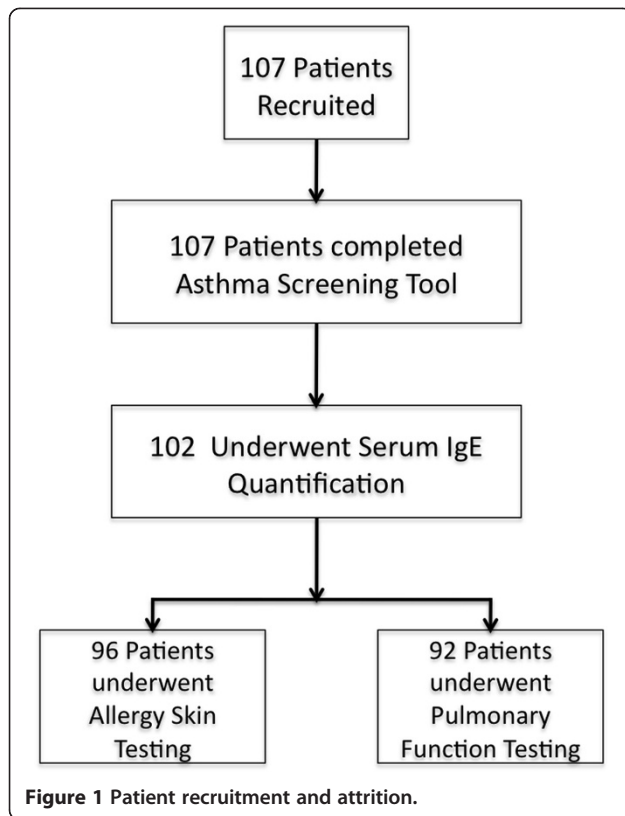 107 Patients
Recruited
107 Patients completed
Asthma Screening Tool
102 Underwent Serum IgE
Quantification
96 Patients
underwent
Allergy Skin
Testing
92 Patients
underwent
Pulmonary
Function Testing
Figure 1 Patient recruitment and attrition.